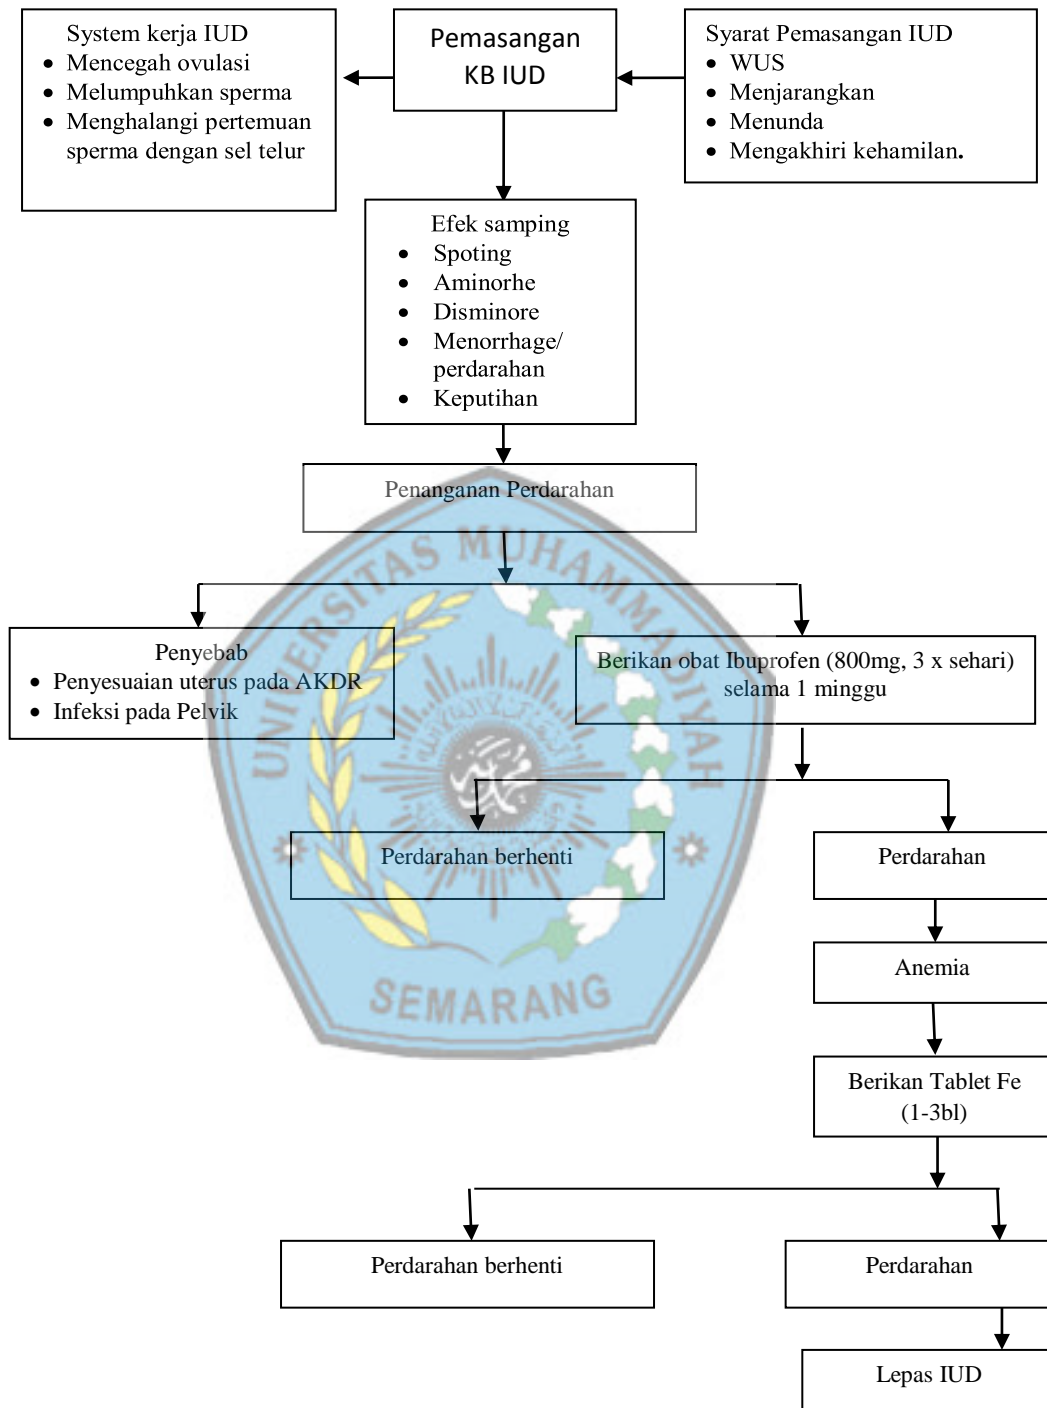 System kerja IUD
• Mencegah ovulasi
• Melumpuhkan sperma
• Menghalangi pertemuan
sperma dengan sel telur
Pemasangan
KB IUD
Syarat Pemasangan IUD
• WUS
• Menjarangkan
• Menunda
• Mengakhiri kehamilan.
Efek samping
• Spoting
• Aminorhe
• Disminore
• Menorrhage/
perdarahan
• Keputihan
Penanganan Perdarahan
UNIVERSITAS MUHAMMADIYAH
Penyebab
• Penyesuaian uterus pada AKDR
• Infeksi pada Pelvik
Berikan obat Ibuprofen (800mg, 3 x sehari)
selama 1 minggu
Perdarahan berhenti
Perdarahan
Anemia
SEMARANG
Berikan Tablet Fe
(1-3bl)
Perdarahan berhenti
Perdarahan
Lepas IUD